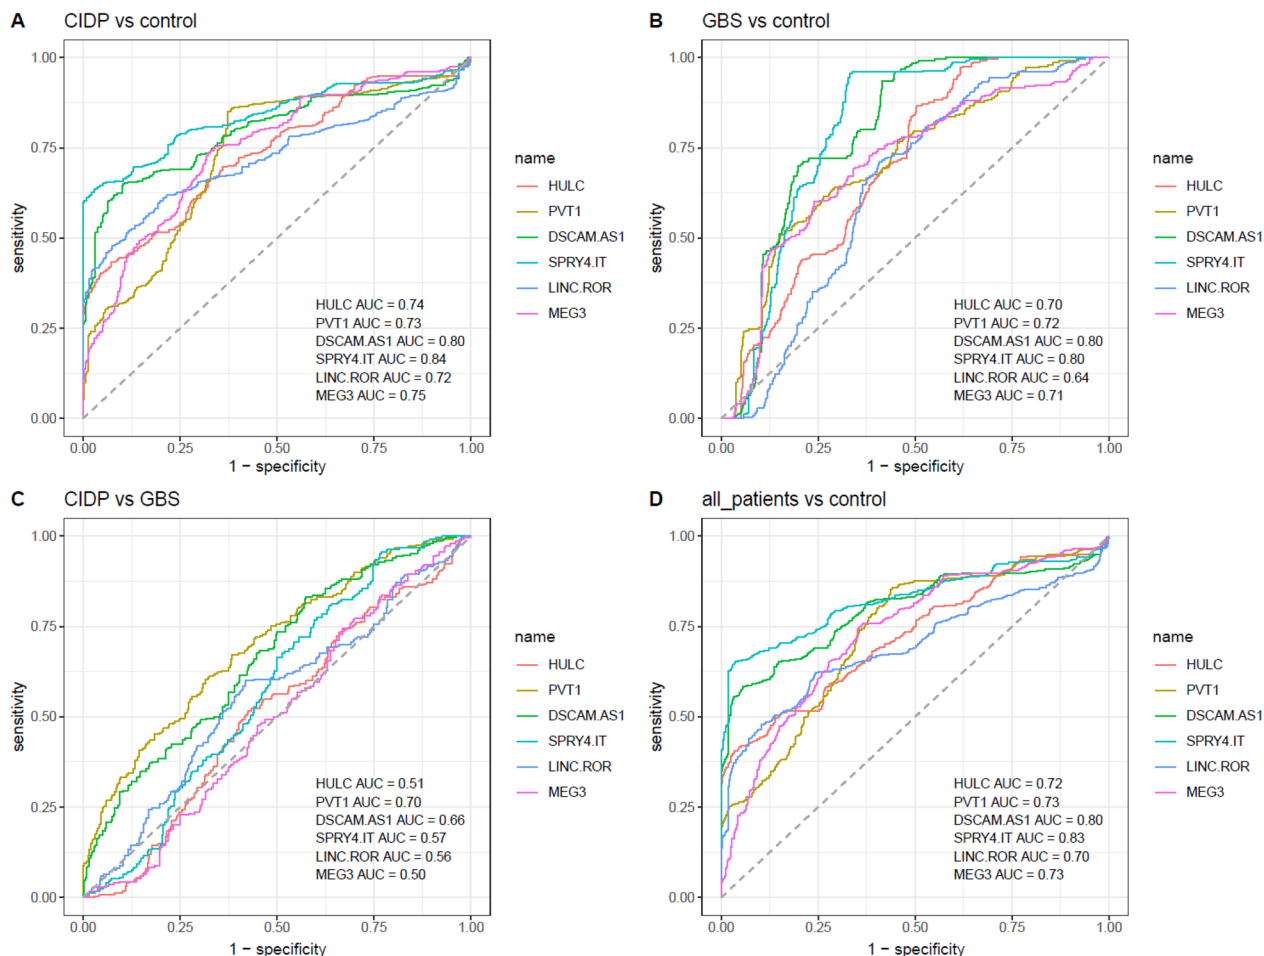 A CIDP vs control
1.00
0.75
0.50
0.25
0.00
sensitivity
0.00 0.25 0.50 0.75 1.00
1 − specificity
HULC AUC = 0.74
PVT1 AUC = 0.73
DSCAM.AS1 AUC = 0.80
SPRY4.IT AUC = 0.84
LINC.ROR AUC = 0.72
MEG3 AUC = 0.75
name
HULC
PVT1
DSCAM.AS1
SPRY4.IT
LINC.ROR
MEG3
B GBS vs control
1.00
0.75
0.50
0.25
0.00
sensitivity
0.00 0.25 0.50 0.75 1.00
1 − specificity
HULC AUC = 0.70
PVT1 AUC = 0.72
DSCAM.AS1 AUC = 0.80
SPRY4.IT AUC = 0.80
LINC.ROR AUC = 0.64
MEG3 AUC = 0.71
name
HULC
PVT1
DSCAM.AS1
SPRY4.IT
LINC.ROR
MEG3
C CIDP vs GBS
1.00
0.75
0.50
0.25
0.00
sensitivity
0.00 0.25 0.50 0.75 1.00
1 − specificity
HULC AUC = 0.51
PVT1 AUC = 0.70
DSCAM.AS1 AUC = 0.66
SPRY4.IT AUC = 0.57
LINC.ROR AUC = 0.56
MEG3 AUC = 0.50
name
HULC
PVT1
DSCAM.AS1
SPRY4.IT
LINC.ROR
MEG3
D all_patients vs control
1.00
0.75
0.50
0.25
0.00
sensitivity
0.00 0.25 0.50 0.75 1.00
1 − specificity
HULC AUC = 0.72
PVT1 AUC = 0.73
DSCAM.AS1 AUC = 0.80
SPRY4.IT AUC = 0.83
LINC.ROR AUC = 0.70
MEG3 AUC = 0.73
name
HULC
PVT1
DSCAM.AS1
SPRY4.IT
LINC.ROR
MEG3